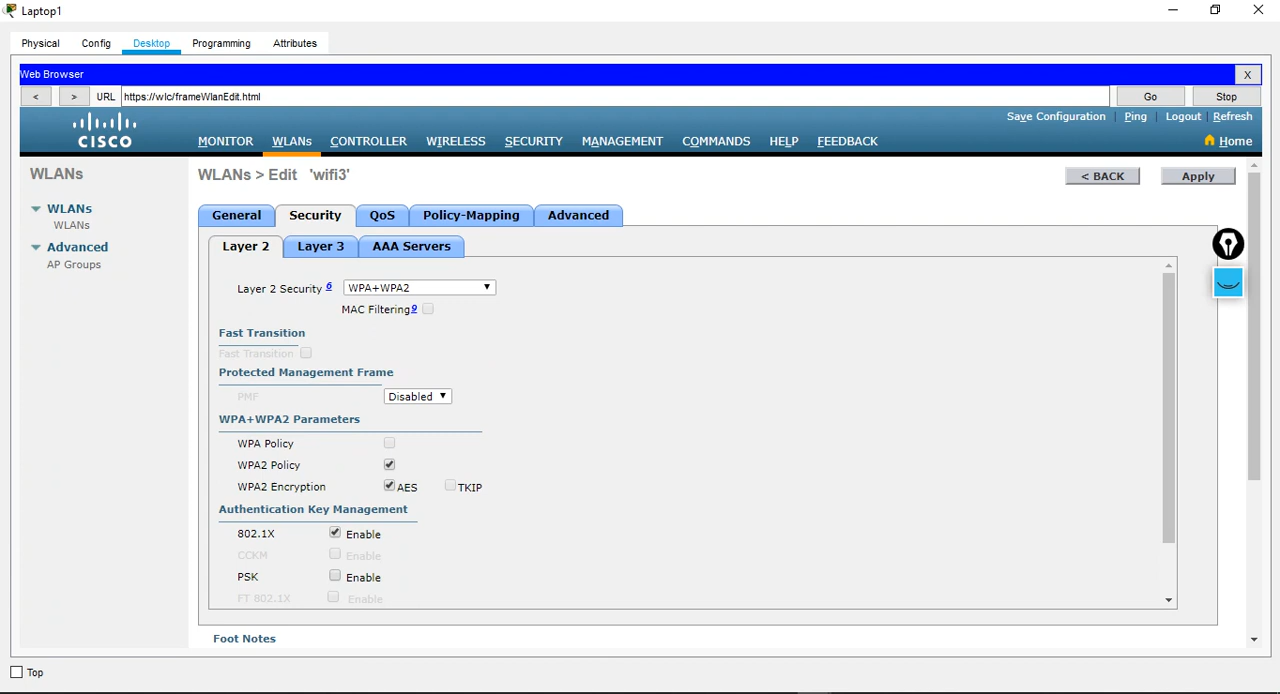 Laptop1
Physical Config Desktop Programming Attributes
Web Browser X
< > URL https://wlc/frameWlanEdit.html Go Stop
Save Configuration | Ping | Logout | Refresh
CISCO MONITOR WLANs CONTROLLER WIRELESS SECURITY MANAGEMENT COMMANDS HELP FEEDBACK Home
WLANs
WLANs > Edit 'wifi3' < BACK Apply
WLANs
WLANs
Advanced
AP Groups
General Security QoS Policy-Mapping Advanced
Layer 2 Layer 3 AAA Servers
Layer 2 Security 6 WPA+WPA2
MAC Filtering9
Fast Transition
Fast Transition
Protected Management Frame
PMF Disabled
WPA+WPA2 Parameters
WPA Policy
WPA2 Policy
WPA2 Encryption AES TKIP
Authentication Key Management
802.1X Enable
CCKM Enable
PSK Enable
FT 802.1X Enable
Foot Notes
Top